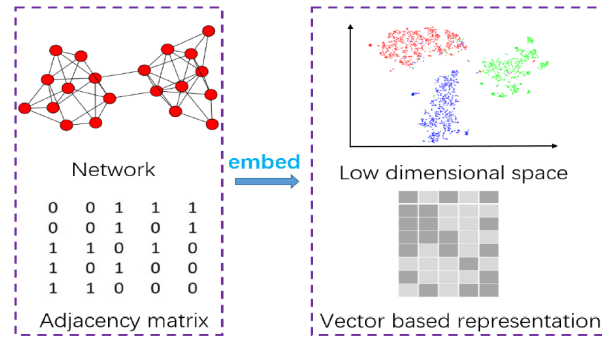 Network
0 0 1 1 1
0 0 1 0 1
1 1 0 1 0
1 0 1 0 0
1 1 0 0 0
Adjacency matrix
embed
Low dimensional space
Vector based representation